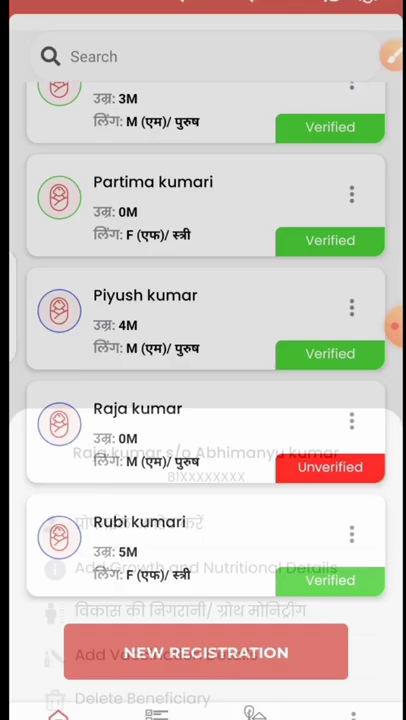 Search
उम्र: 3M
लिंग: M (एम)/ पुरुष
Verified
Partima kumari
उम्र: 0M
लिंग: F (एफ)/ स्त्री
Verified
Piyush kumar
उम्र: 4M
लिंग: M (एम)/ पुरुष
Verified
Raja kumar
उम्र: 0M
Raja kumar s/o Abhimanyu kumar
लिंग: M (एम)/ पुरुष
Unverified
81XXXXXXXX
Rubi kumari
करें
उम्र: 5M
Add Growth and Nutritional Details
लिंग: F (एफ)/ स्त्री
Verified
विकास की निगरानी/ ग्रोथ मोनिट्रींग
NEW REGISTRATION
Add
Delete Beneficiary